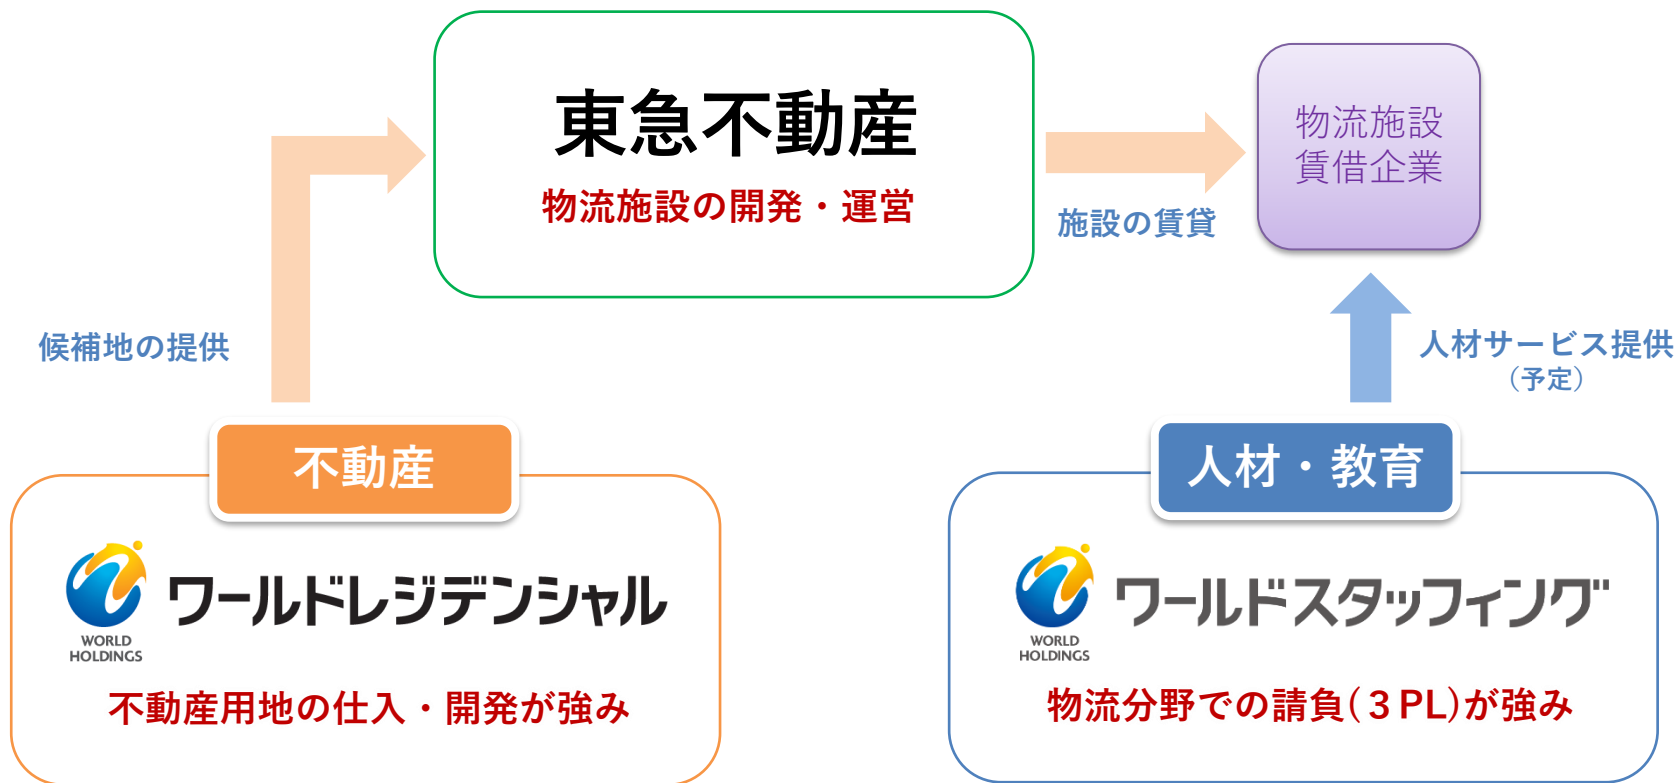 東急不動産
物流施設の開発・運営
物流施設
賃借企業
施設の賃貸
候補地の提供
人材サービス提供
(予定)
不動産
WORLD
HOLDINGS
ワールドレジデンシャル
不動産用地の仕入・開発が強み
人材・教育
WORLD
HOLDINGS
ワールドスタッフィング
物流分野での請負(３PL)が強み